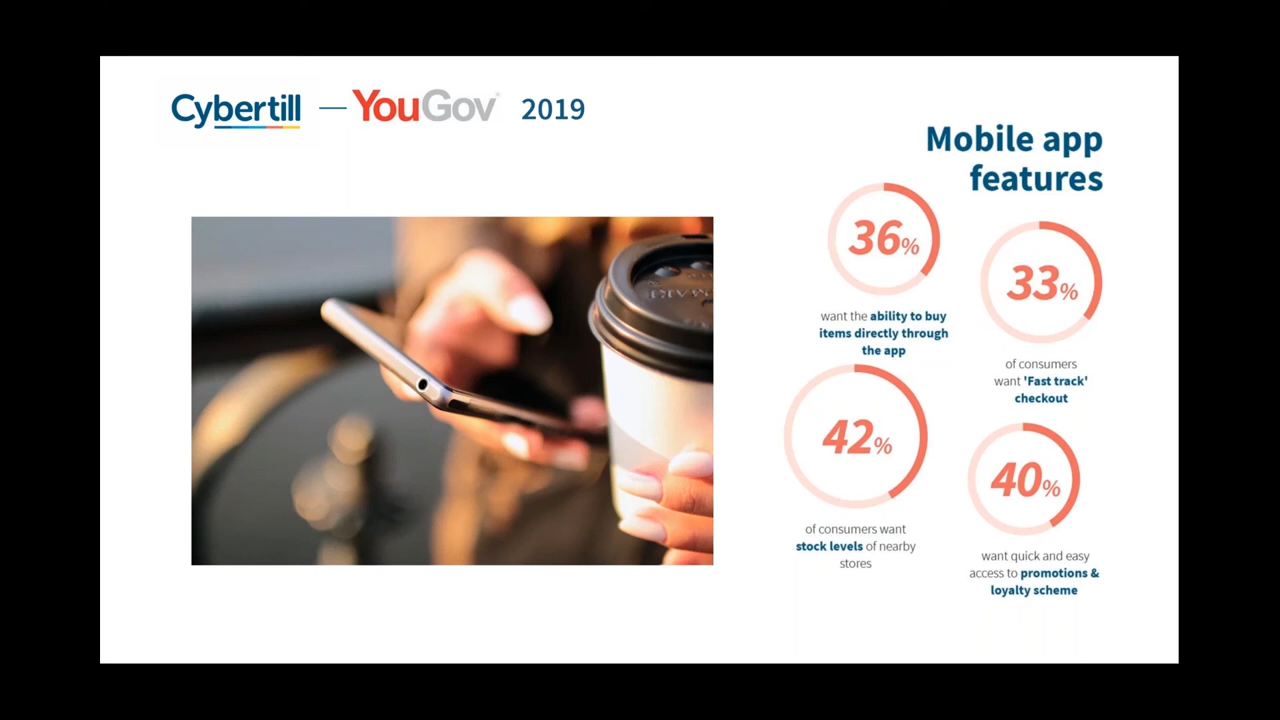 Cybertill — YouGov® 2019
Mobile app
features
36%
want the ability to buy
items directly through
the app
33%
of consumers
want 'Fast track'
checkout
42%
of consumers want
stock levels of nearby
stores
40%
want quick and easy
access to promotions &
loyalty scheme